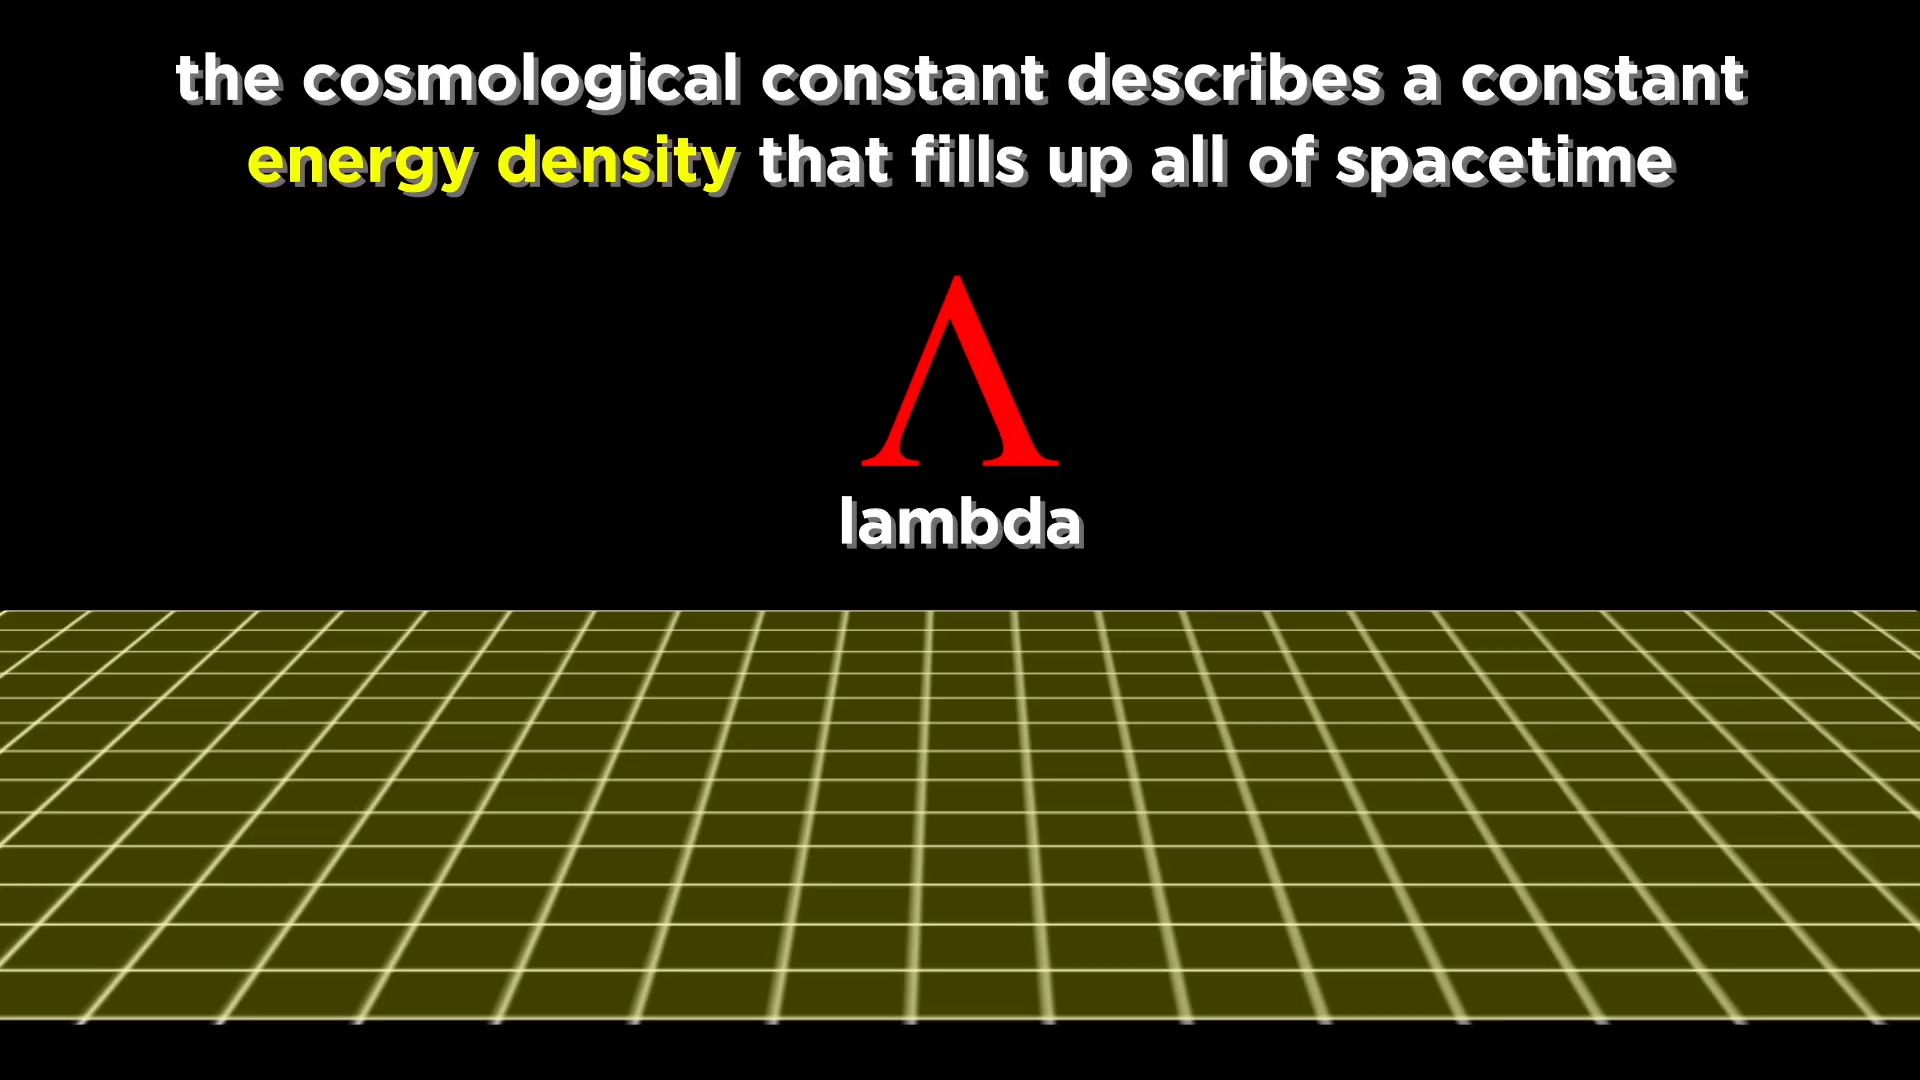 the cosmological constant describes a constant
energy density that fills up all of spacetime
Λ
lambda